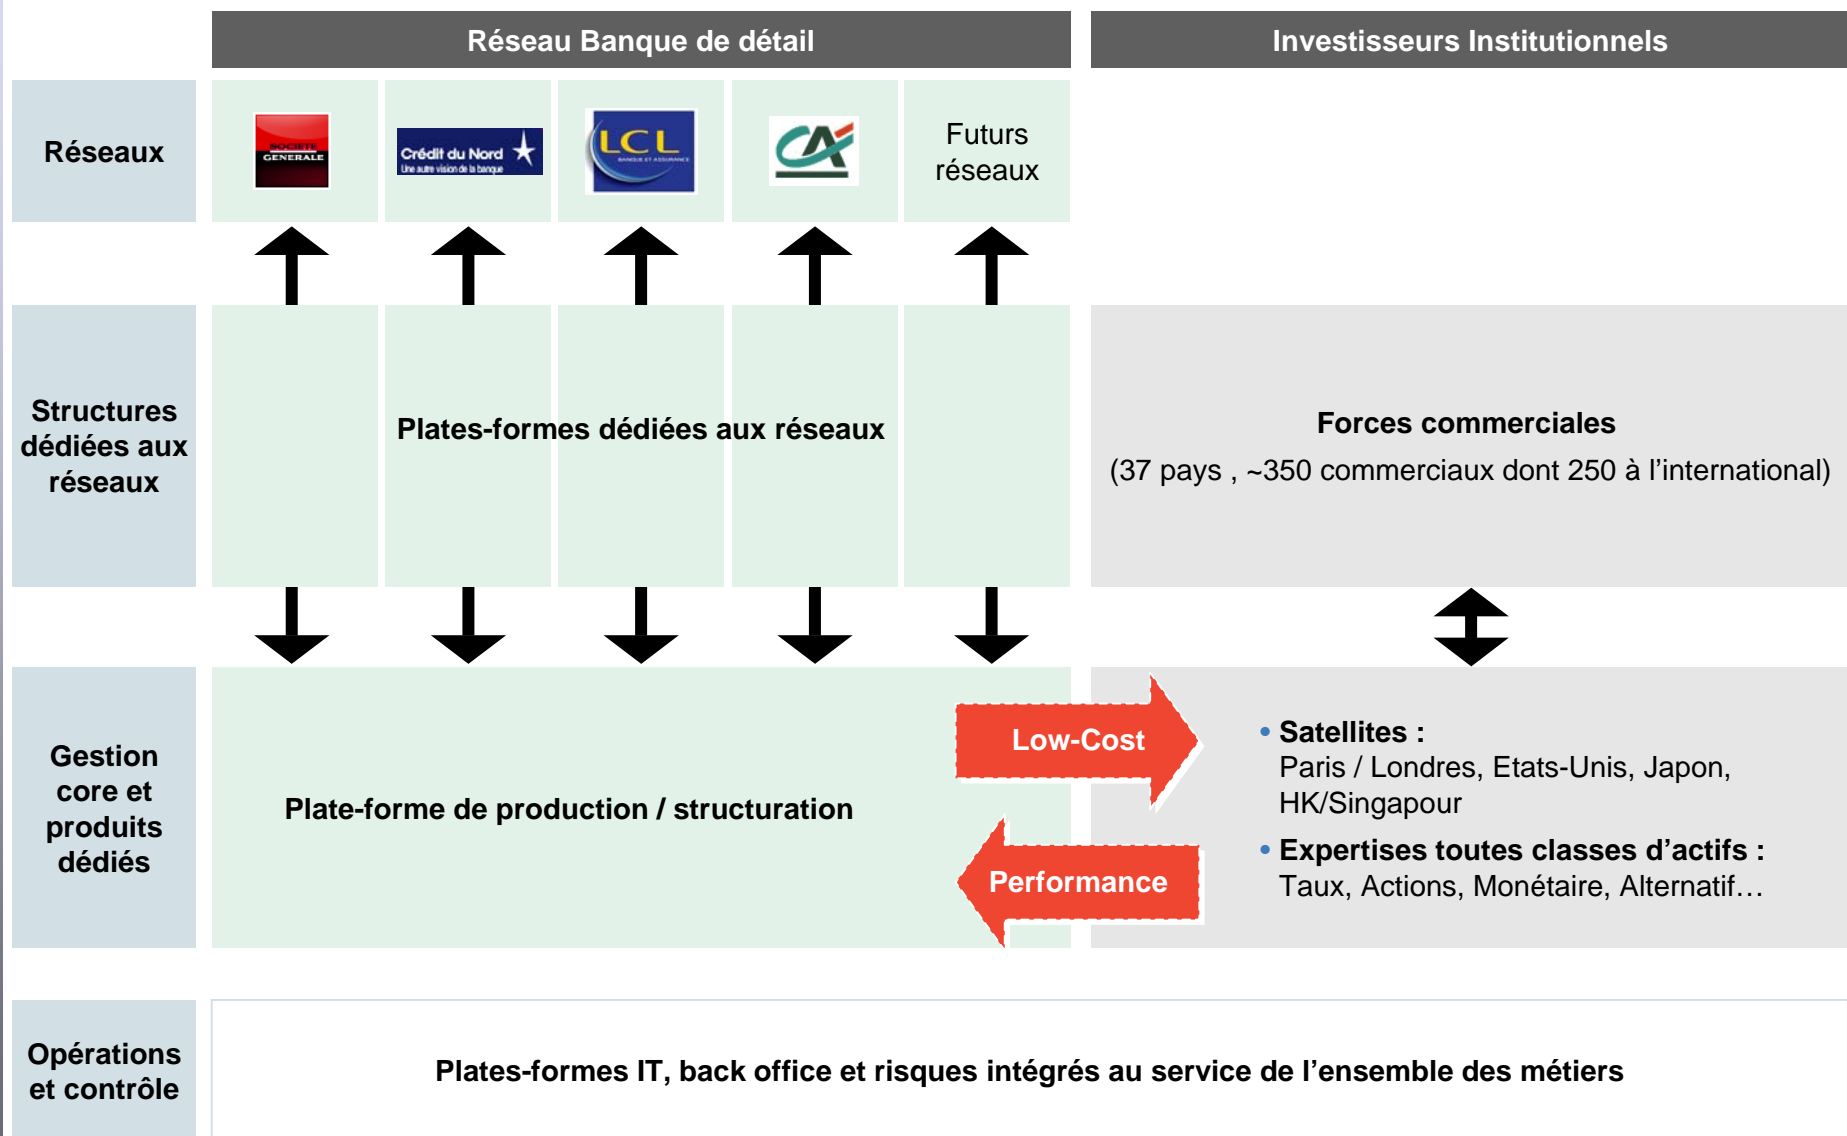 Réseau Banque de détail
Investisseurs Institutionnels
Réseaux
SOCIETE
GENERALE
Crédit du Nord
Une autre vision de la banque
LCL
BANQUE ET ASSURANCE
CA
Futurs
réseaux
Structures
dédiées aux
réseaux
Plates-formes dédiées aux réseaux
Forces commerciales
(37 pays , ~350 commerciaux dont 250 à l’international)
Gestion
core et
produits
dédiés
Plate-forme de production / structuration
Low-Cost
Performance
• Satellites :
Paris / Londres, Etats-Unis, Japon,
HK/Singapour
• Expertises toutes classes d’actifs :
Taux, Actions, Monétaire, Alternatif…
Opérations
et contrôle
Plates-formes IT, back office et risques intégrés au service de l’ensemble des métiers